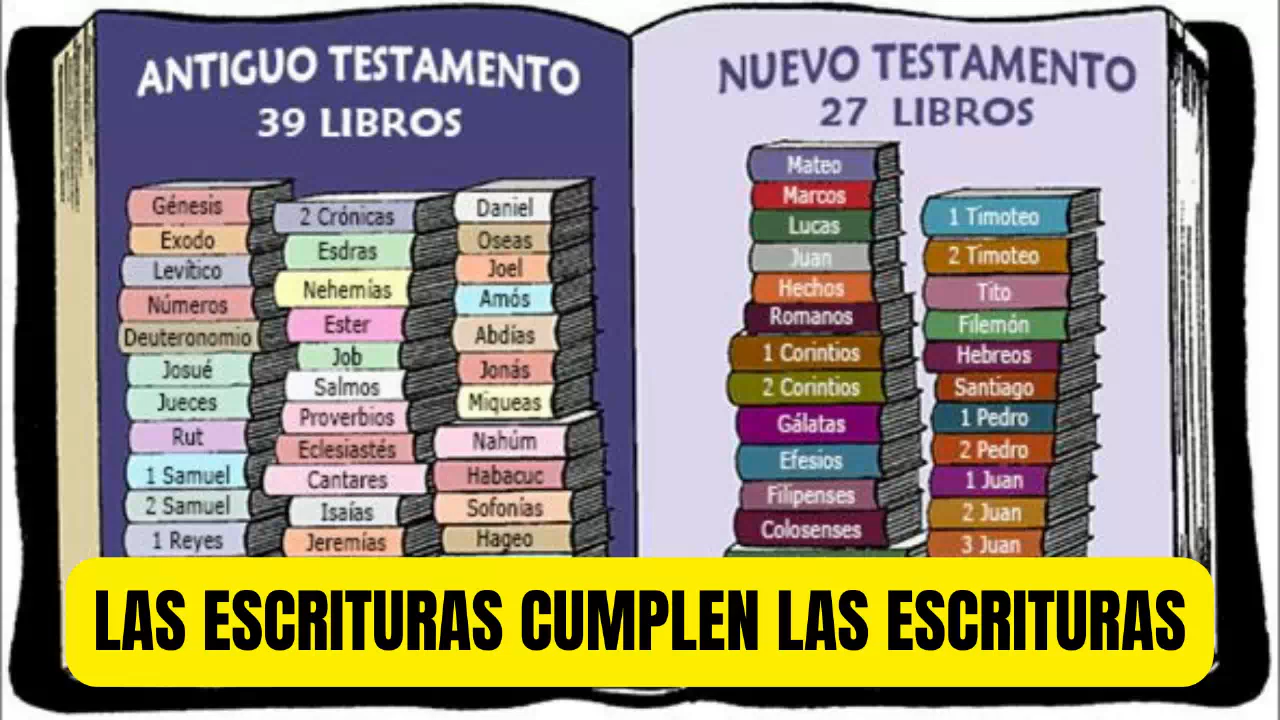 ANTIGUO TESTAMENTO
39 LIBROS
Génesis
Exodo
Levítico
Números
Deuteronomio
Josué
Jueces
Rut
1 Samuel
2 Samuel
1 Reyes
2 Crónicas
Esdras
Nehemías
Ester
Job
Salmos
Proverbios
Eclesiastés
Cantares
Isaías
Jeremías
Daniel
Oseas
Joel
Amós
Abdías
Jonás
Miqueas
Nahúm
Habacuc
Sofonías
Hageo
NUEVO TESTAMENTO
27 LIBROS
Mateo
Marcos
Lucas
Juan
Hechos
Romanos
1 Corintios
2 Corintios
Gálatas
Efesios
Filipenses
Colosenses
1 Timoteo
2 Timoteo
Tito
Filemón
Hebreos
Santiago
1 Pedro
2 Pedro
1 Juan
2 Juan
3 Juan
LAS ESCRITURAS CUMPLEN LAS ESCRITURAS